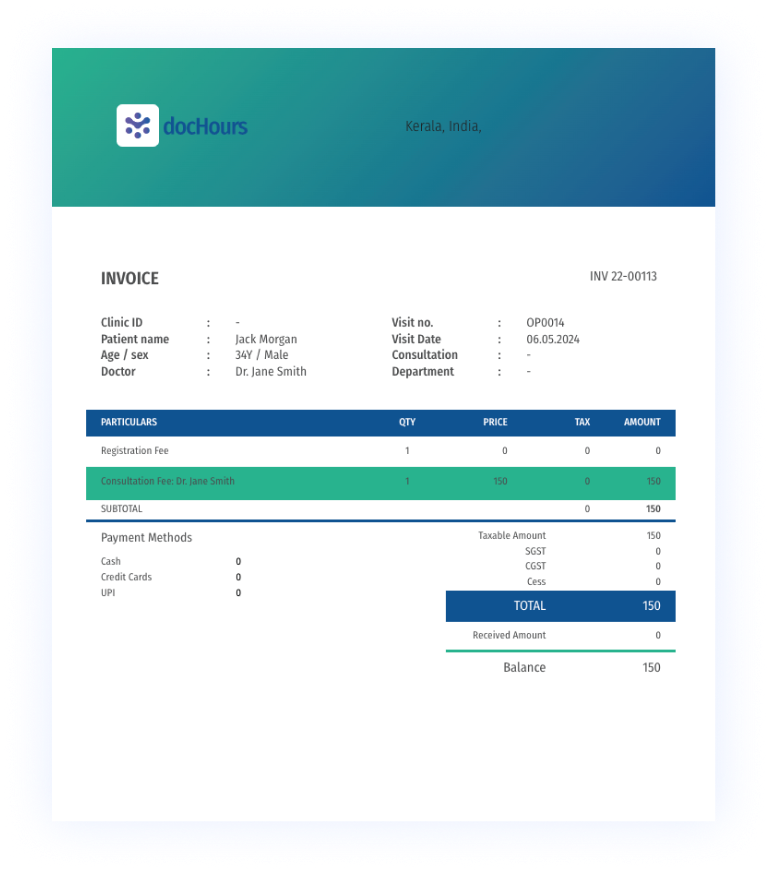 docHours
Kerala, India,
INVOICE INV 22-00113
Clinic ID : - Visit no. : OP0014
Patient name : Jack Morgan Visit Date : 06.05.2024
Age / sex : 34Y / Male Consultation : -
Doctor : Dr. Jane Smith Department : -
PARTICULARS QTY PRICE TAX AMOUNT
Registration Fee 1 0 0 0
Consultation Fee: Dr. Jane Smith 1 150 0 150
SUBTOTAL 0 150
Payment Methods
Cash 0
Credit Cards 0
UPI 0
Taxable Amount 150
SGST 0
CGST 0
Cess 0
TOTAL 150
Received Amount 0
Balance 150